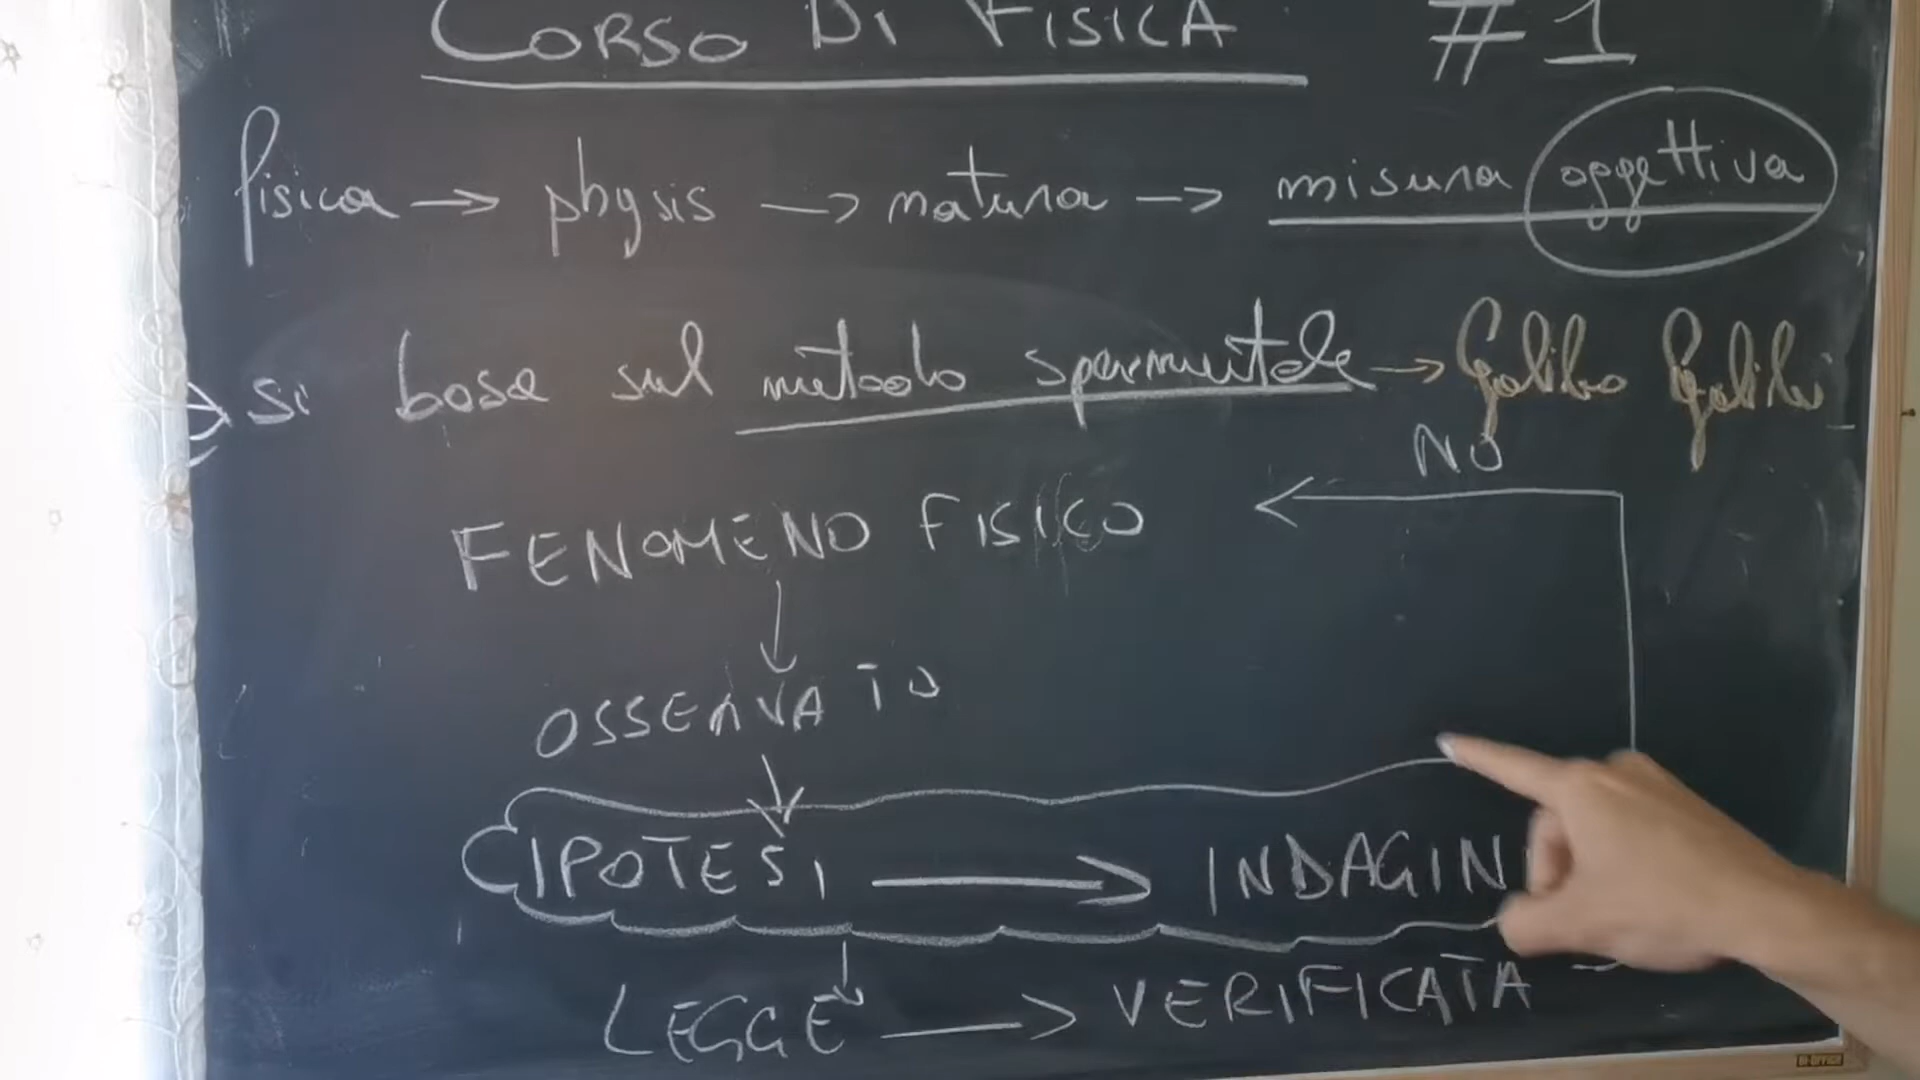 CORSO DI FISICA #1
fisica → physis → natura → misura oggettiva
→ si basa sul metodo sperimentale → Galileo Galilei
NO
FENOMENO FISICO
OSSERVATO
IPOTESI → INDAGIN
LEGGE → VERIFICATA